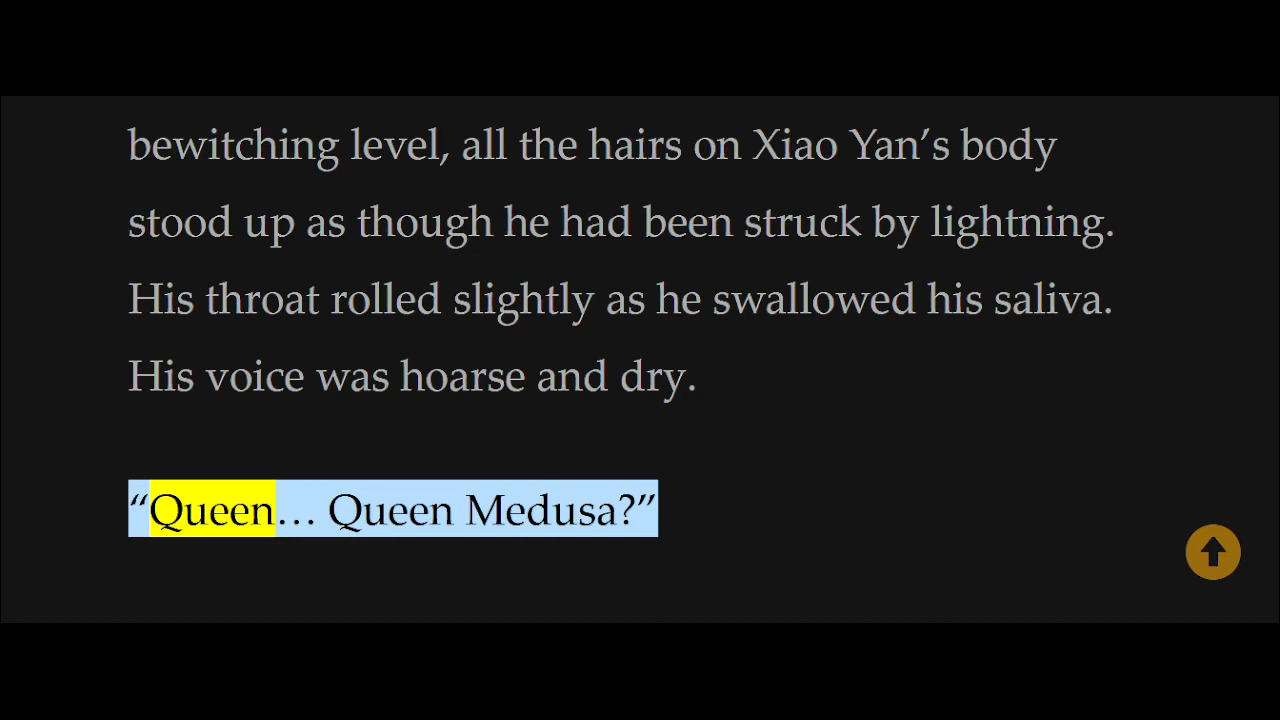 bewitching level, all the hairs on Xiao Yan’s body
stood up as though he had been struck by lightning.
His throat rolled slightly as he swallowed his saliva.
His voice was hoarse and dry.
“Queen… Queen Medusa?”